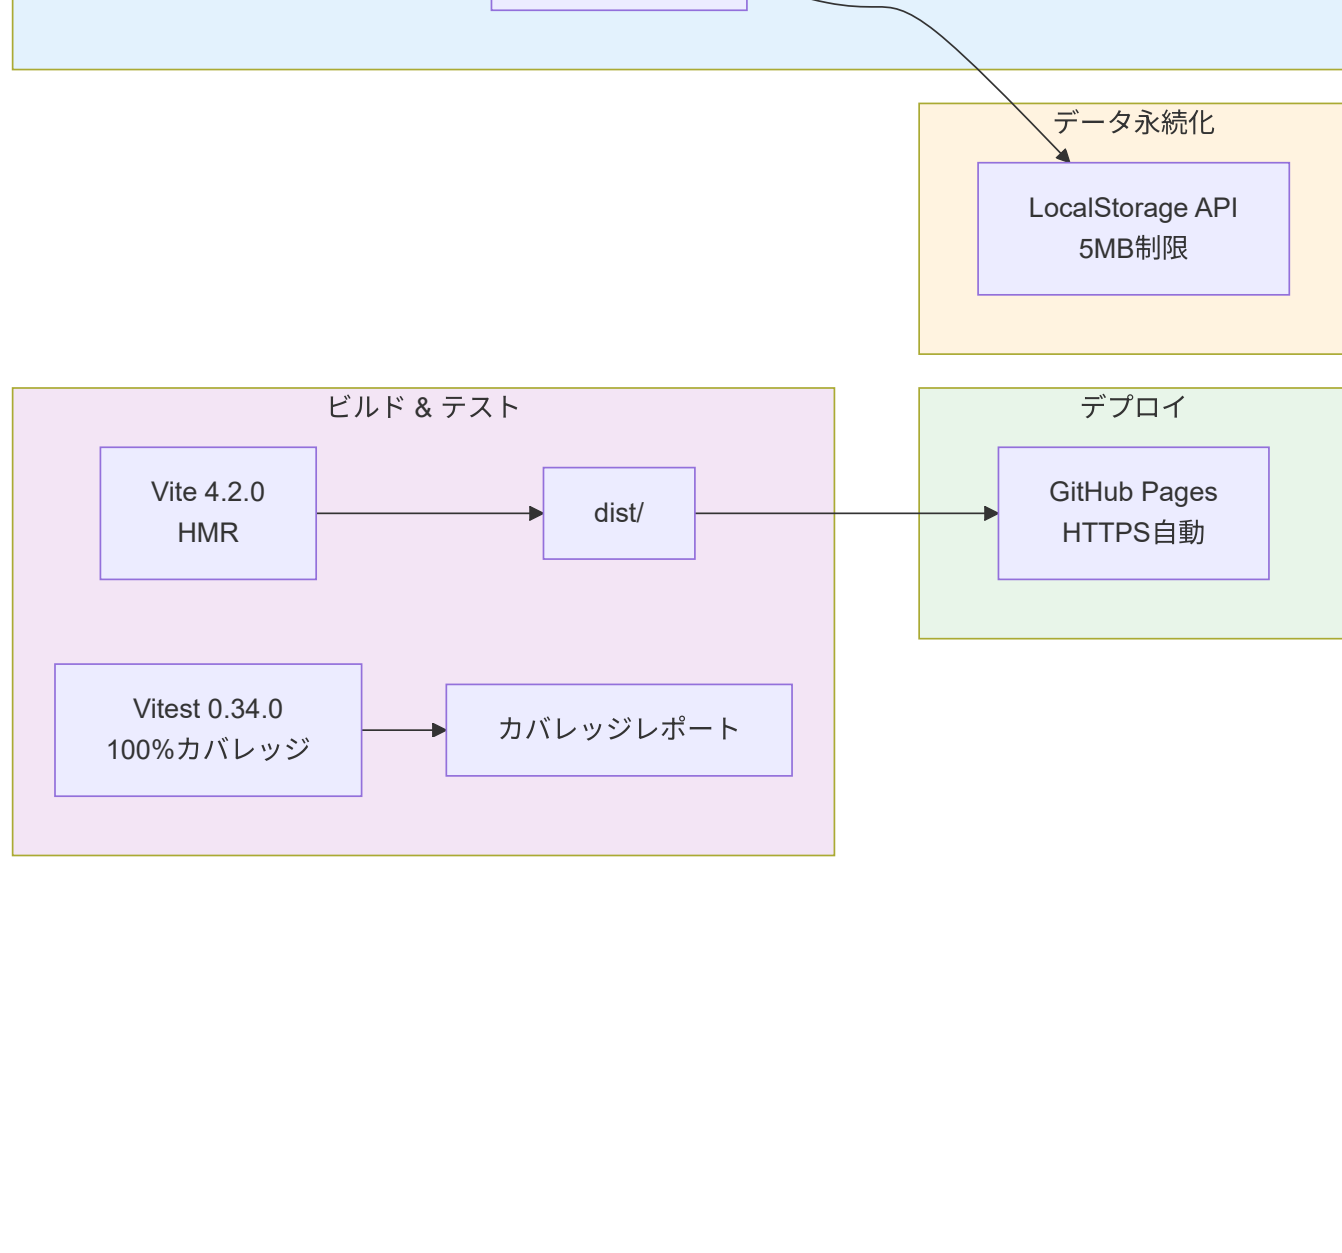 データ永続化
LocalStorage API
5MB制限
ビルド & テスト
Vite 4.2.0
HMR
dist/
Vitest 0.34.0
100%カバレッジ
カバレッジレポート
デプロイ
GitHub Pages
HTTPS自動